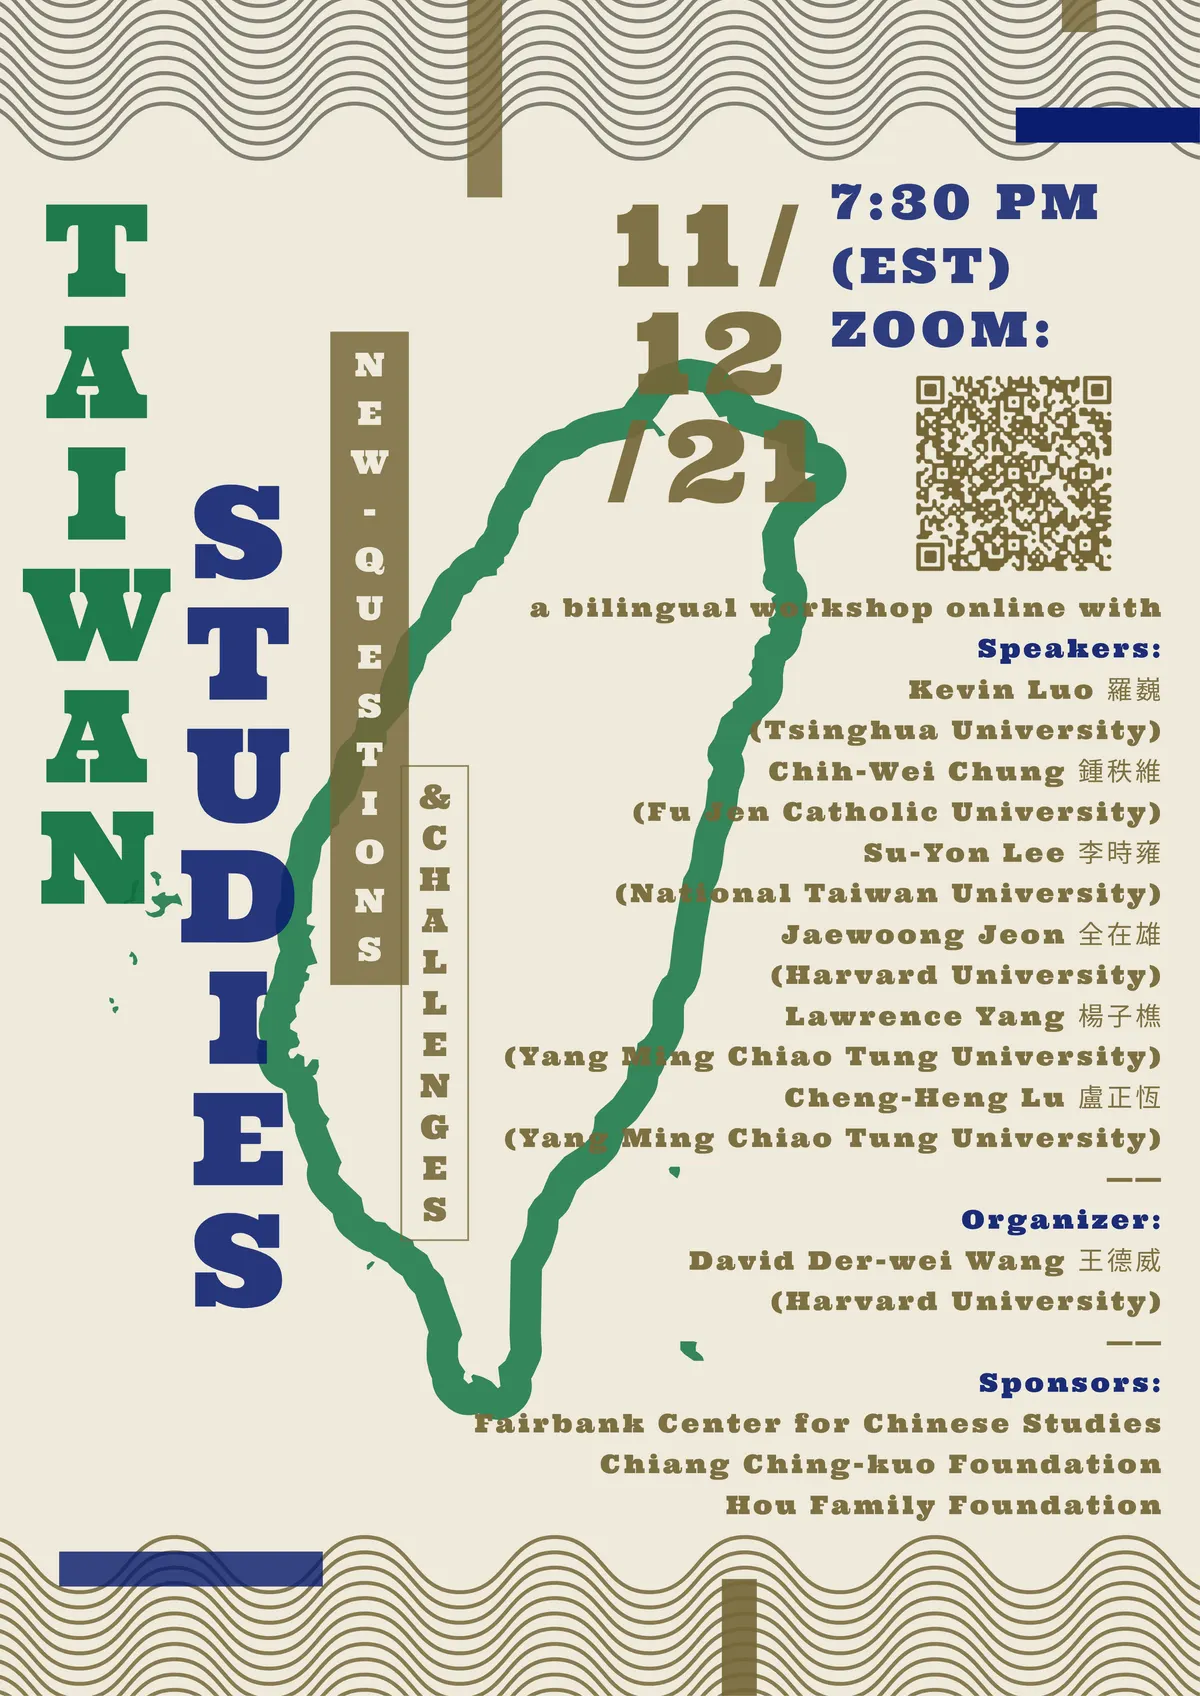 TAIWAN
STUDIES
NEW-QUESTIONS
&CHALLENGES
11/
12
/21
7:30 PM
(EST)
ZOOM:
a bilingual workshop online with
Speakers:
Kevin Luo 羅巍
(Tsinghua University)
Chih-Wei Chung 鍾秩維
(Fu Jen Catholic University)
Su-Yon Lee 李時雍
(National Taiwan University)
Jaewoong Jeon 全在雄
(Harvard University)
Lawrence Yang 楊子樵
(Yang Ming Chiao Tung University)
Cheng-Heng Lu 盧正恆
(Yang Ming Chiao Tung University)
——
Organizer:
David Der-wei Wang 王德威
(Harvard University)
——
Sponsors:
Fairbank Center for Chinese Studies
Chiang Ching-kuo Foundation
Hou Family Foundation